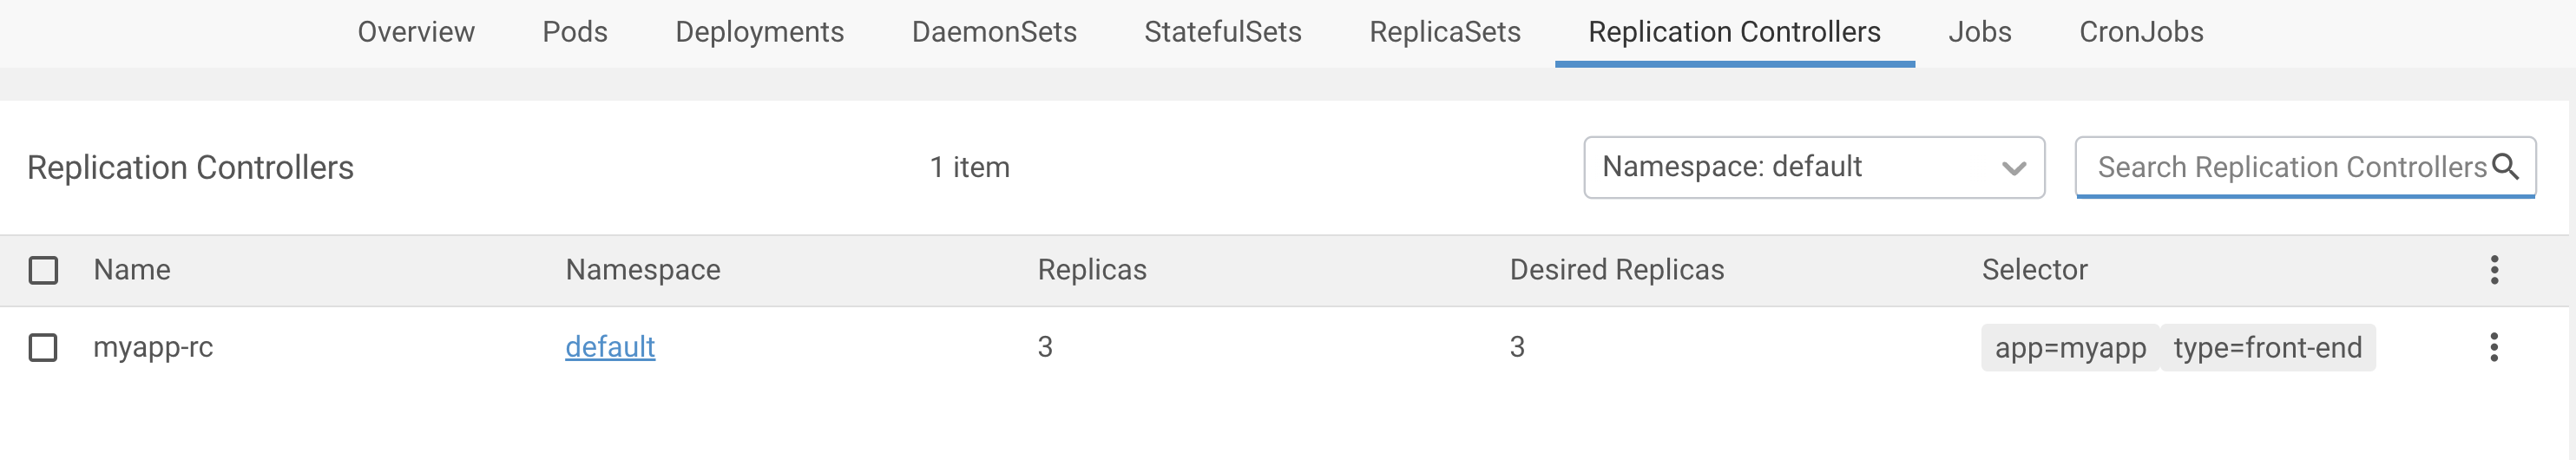 Overview Pods Deployments DaemonSets StatefulSets ReplicaSets Replication Controllers Jobs CronJobs
Replication Controllers 1 item Namespace: default Search Replication Controllers
Name Namespace Replicas Desired Replicas Selector
myapp-rc default 3 3 app=myapp type=front-end